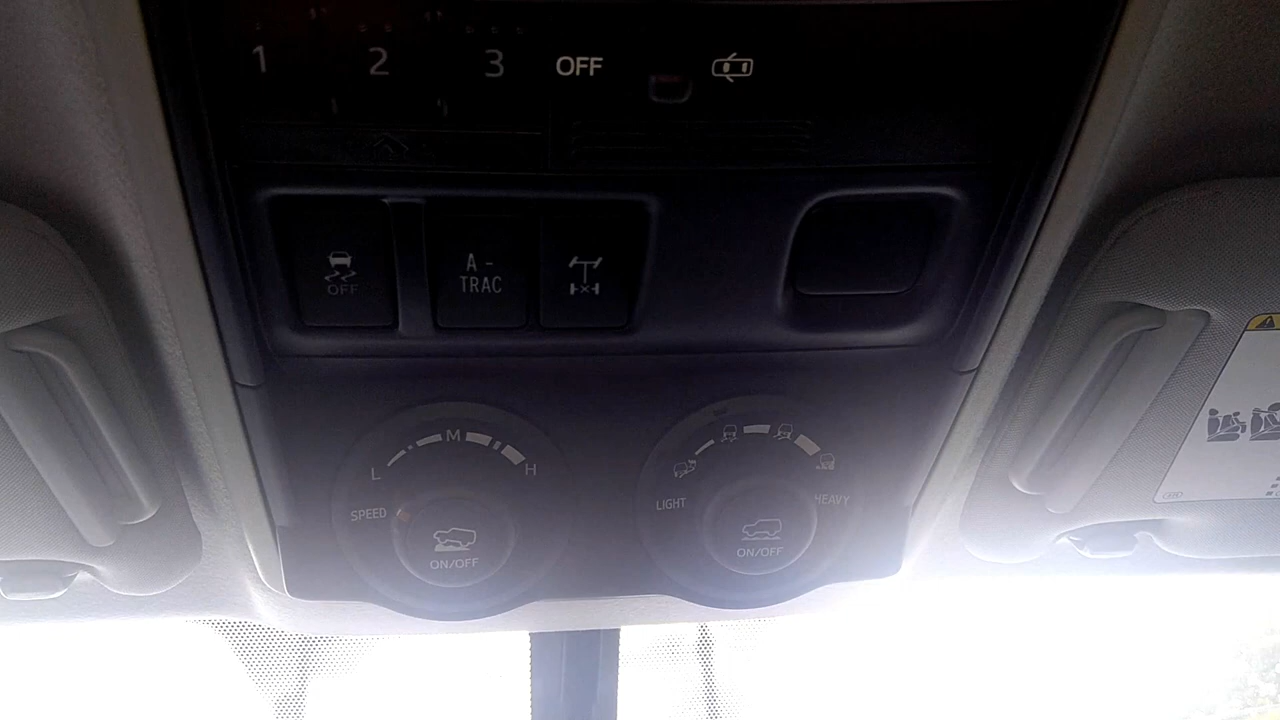 1 2 3 OFF
OFF
A -
TRAC
L M H
SPEED
ON/OFF
LIGHT HEAVY
ON/OFF